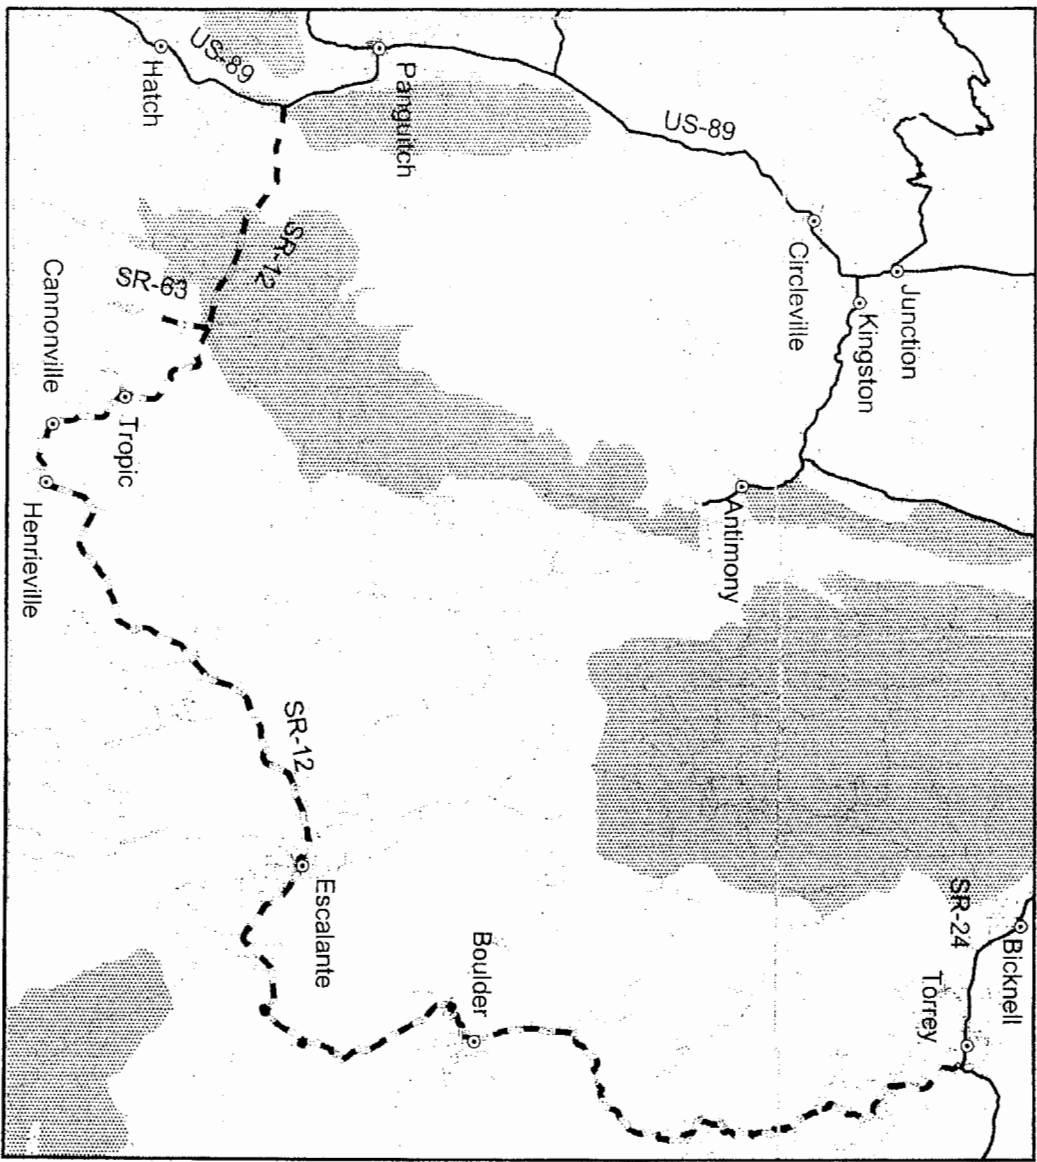 US-89
Hatch
Panguitch
US-89
Circleville
Junction
Kingston
SR-12
SR-63
Cannonville
Tropic
Henrieville
Antimony
SR-12
Escalante
Boulder
SR-24
Bicknell
Torrey